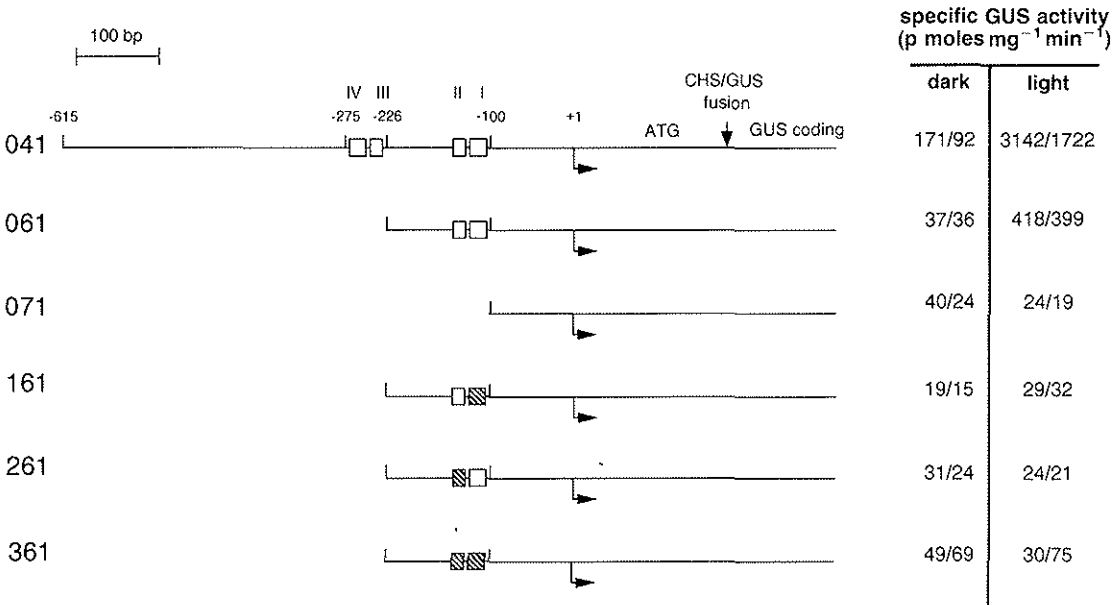 specific GUS activity
(p moles mg⁻¹ min⁻¹)
dark light
100 bp
CHS/GUS
fusion
IV III II I
-615 -275 -226 -100 +1 ATG GUS coding
041 171/92 3142/1722
061 37/36 418/399
071 40/24 24/19
161 19/15 29/32
261 31/24 24/21
361 49/69 30/75